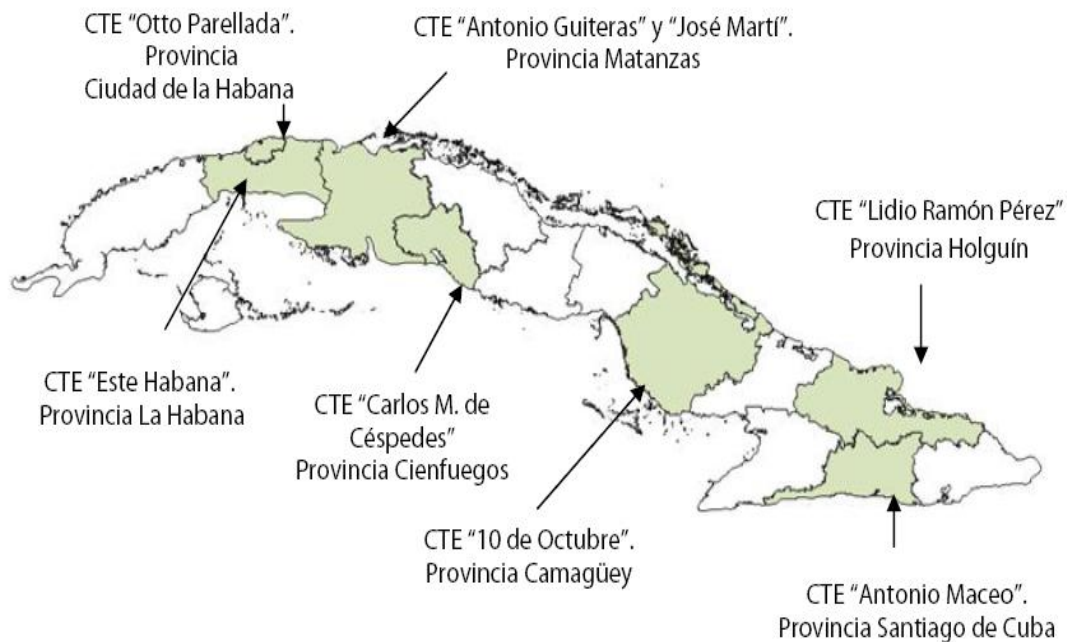 CTE “Otto Parellada”.
Provincia
Ciudad de la Habana
CTE “Antonio Guiteras” y “José Martí”.
Provincia Matanzas
CTE “Lidio Ramón Pérez”
Provincia Holguín
CTE “Este Habana”.
Provincia La Habana
CTE “Carlos M. de
Céspedes”
Provincia Cienfuegos
CTE “10 de Octubre”.
Provincia Camagüey
CTE “Antonio Maceo”.
Provincia Santiago de Cuba